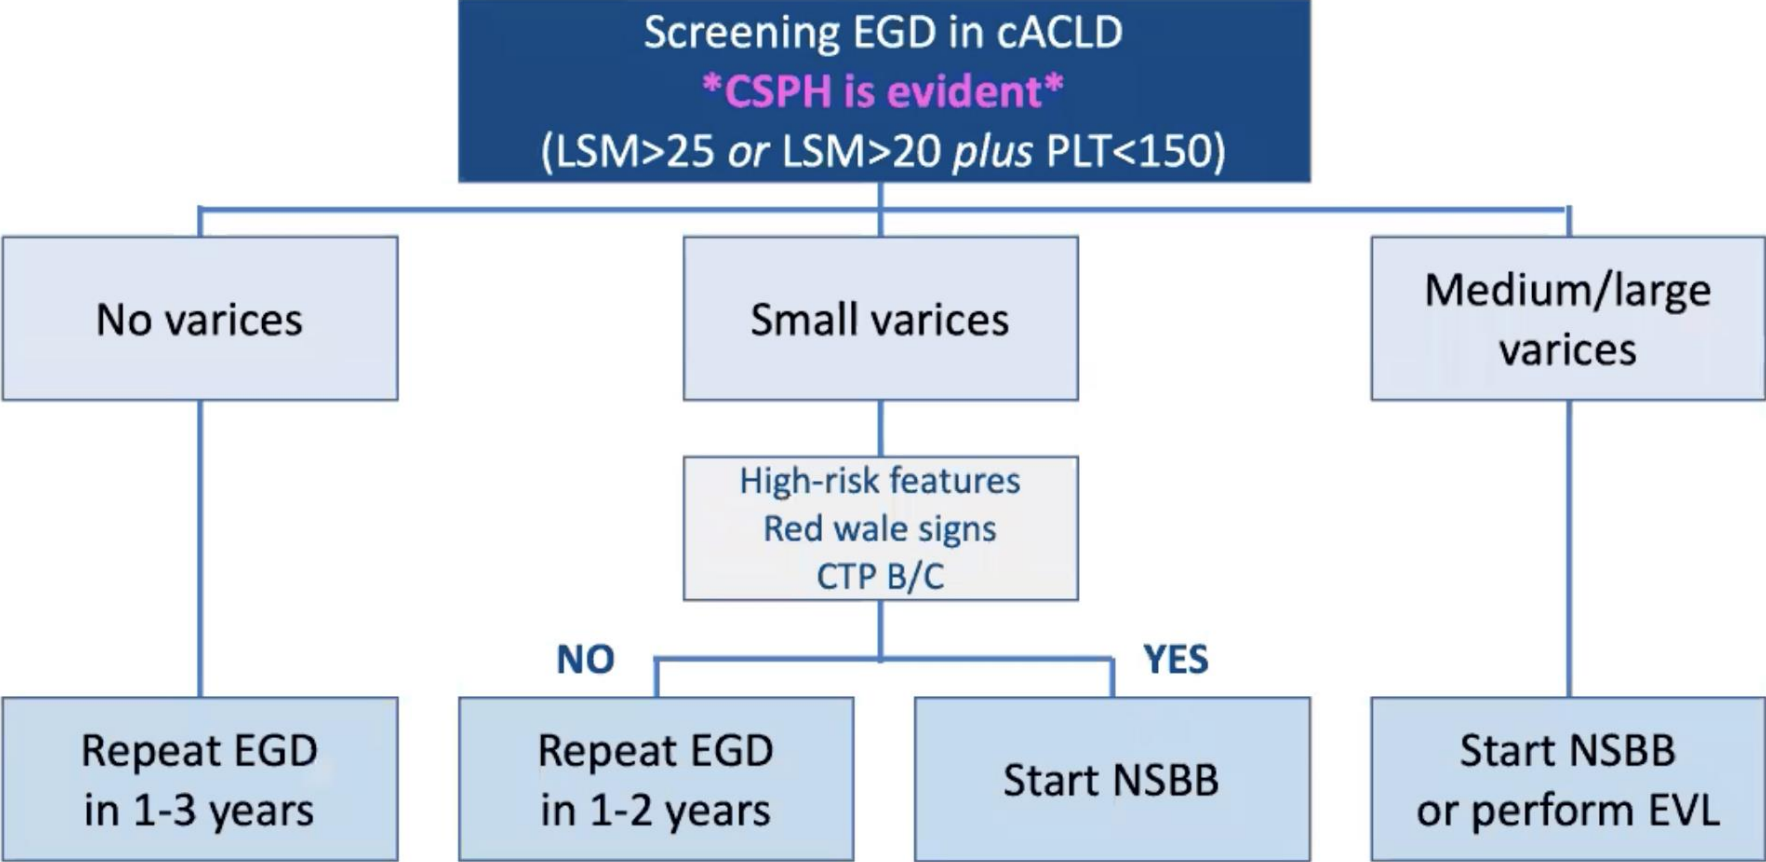 Screening EGD in cACLD
*CSPH is evident*
(LSM>25 or LSM>20 plus PLT<150)
No varices
Small varices
Medium/large
varices
High-risk features
Red wale signs
CTP B/C
NO
YES
Repeat EGD
in 1-3 years
Repeat EGD
in 1-2 years
Start NSBB
Start NSBB
or perform EVL